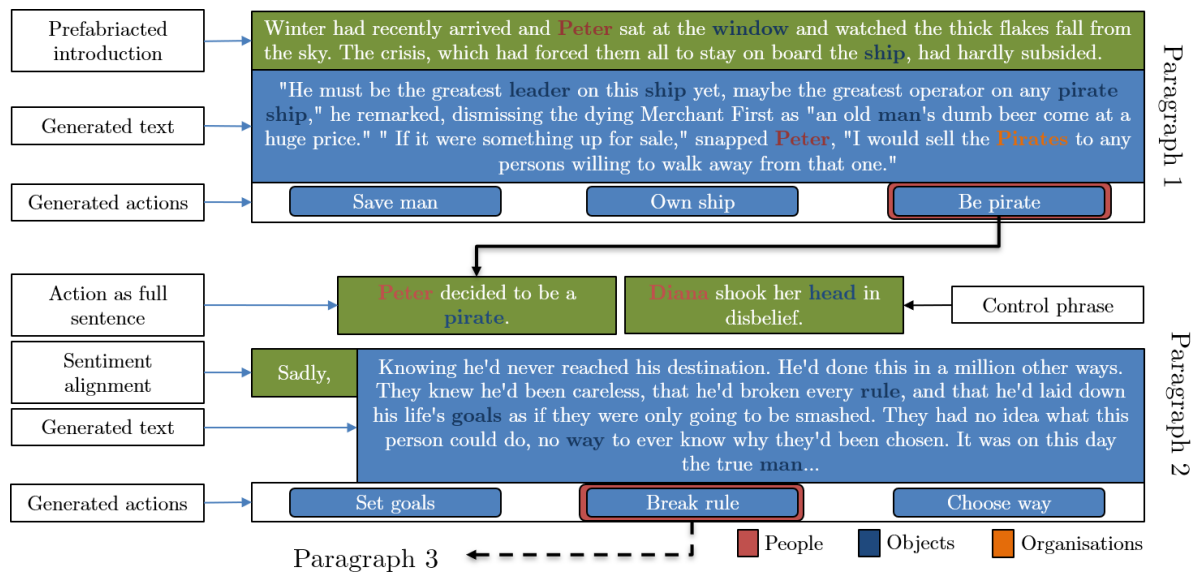 Prefabriacted
introduction
Winter had recently arrived and Peter sat at the window and watched the thick flakes fall from
the sky. The crisis, which had forced them all to stay on board the ship, had hardly subsided.
Paragraph 1
Generated text
"He must be the greatest leader on this ship yet, maybe the greatest operator on any pirate
ship," he remarked, dismissing the dying Merchant First as "an old man's dumb beer come at a
huge price." " If it were something up for sale," snapped Peter, "I would sell the Pirates to any
persons willing to walk away from that one."
Generated actions
Save man
Own ship
Be pirate
Action as full
sentence
Peter decided to be a
pirate.
Diana shook her head in
disbelief.
Control phrase
Paragraph 2
Sentiment
alignment
Sadly,
Generated text
Knowing he'd never reached his destination. He'd done this in a million other ways.
They knew he'd been careless, that he'd broken every rule, and that he'd laid down
his life's goals as if they were only going to be smashed. They had no idea what this
person could do, no way to ever know why they'd been chosen. It was on this day
the true man...
Generated actions
Set goals
Break rule
Choose way
Paragraph 3
People
Objects
Organisations